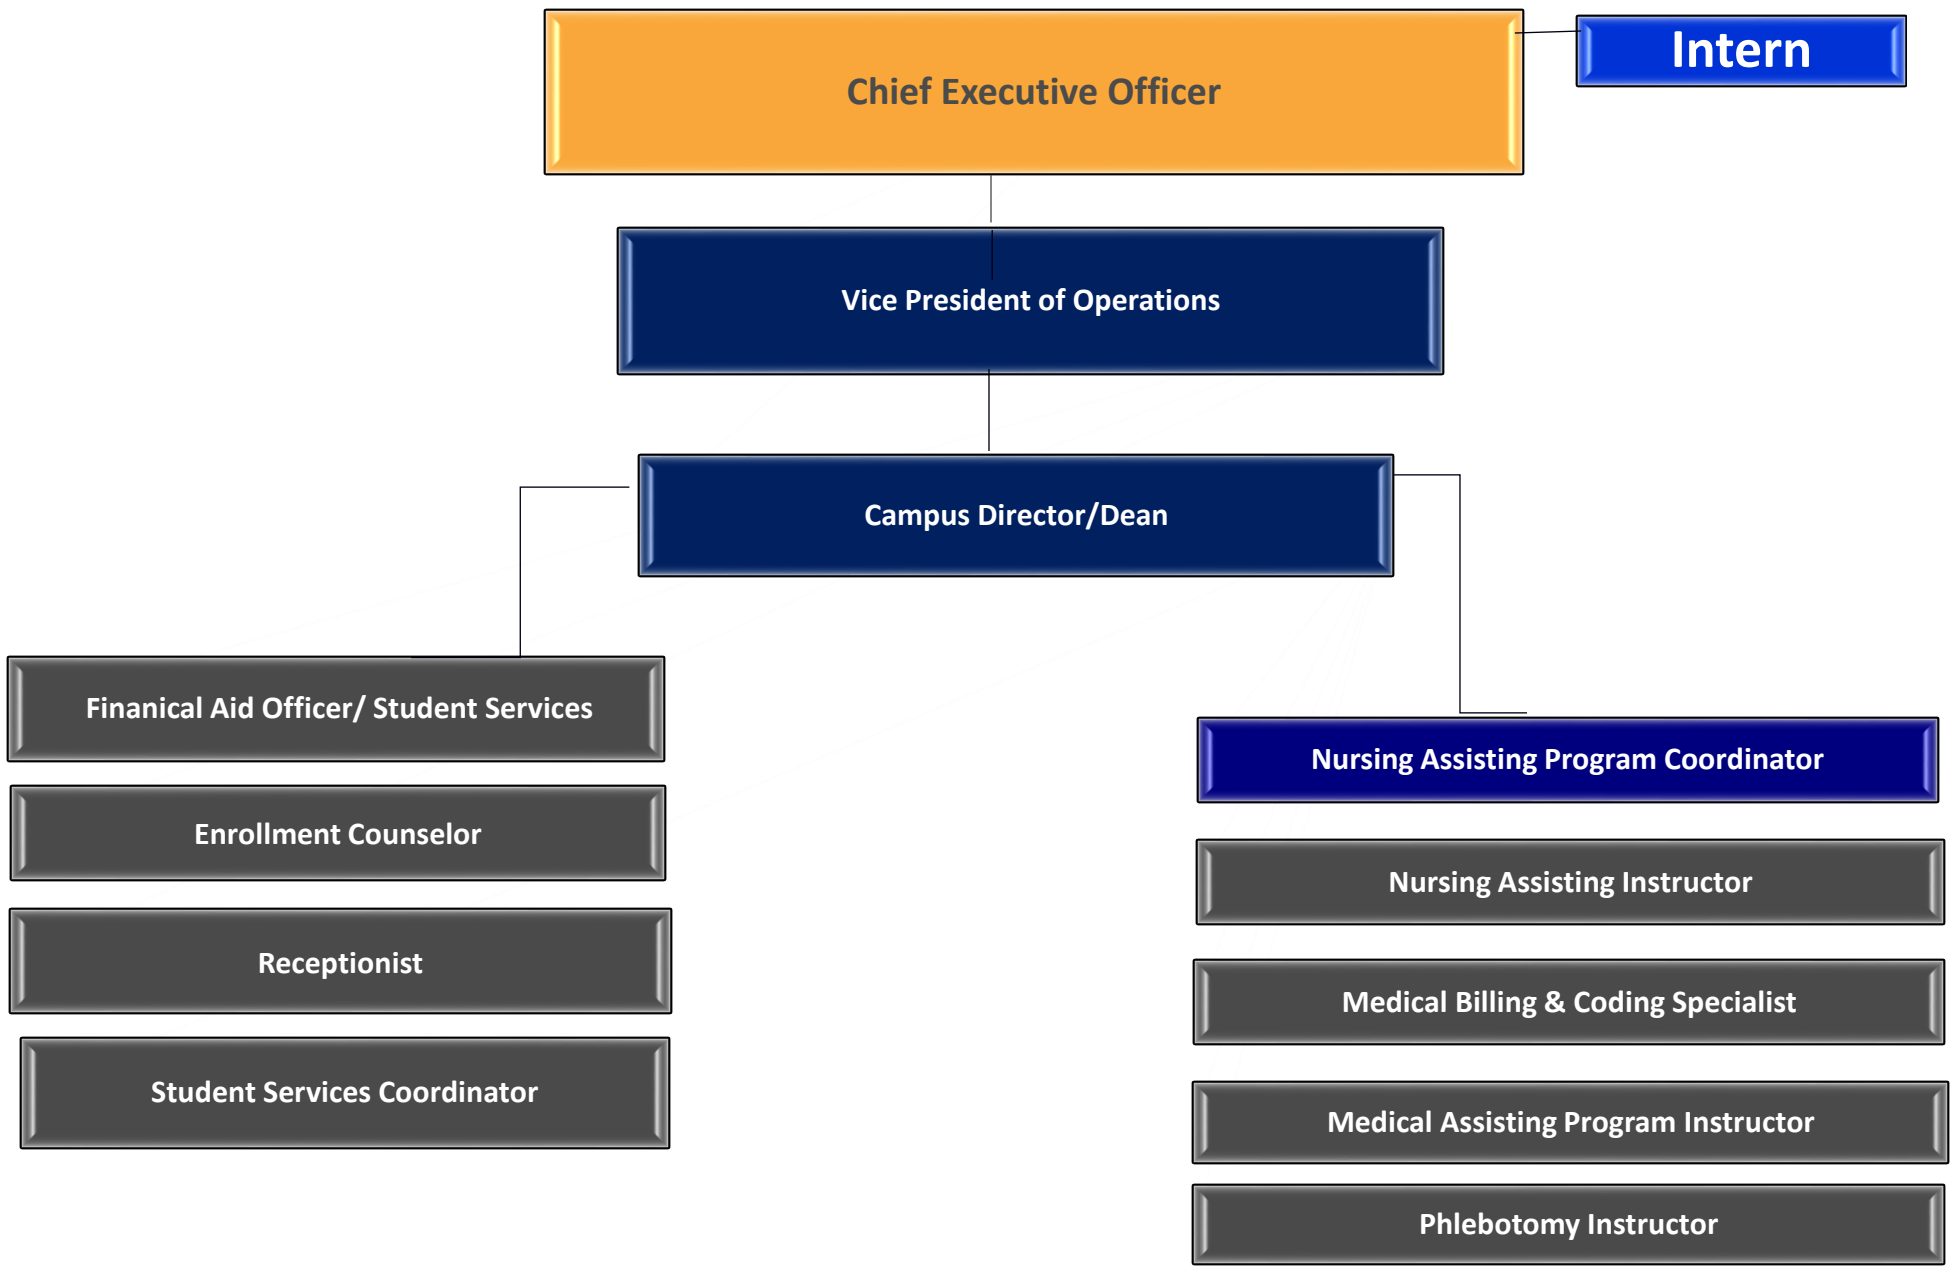 Chief Executive Officer
Intern
Vice President of Operations
Campus Director/Dean
Finanical Aid Officer/ Student Services
Enrollment Counselor
Receptionist
Student Services Coordinator
Nursing Assisting Program Coordinator
Nursing Assisting Instructor
Medical Billing & Coding Specialist
Medical Assisting Program Instructor
Phlebotomy Instructor